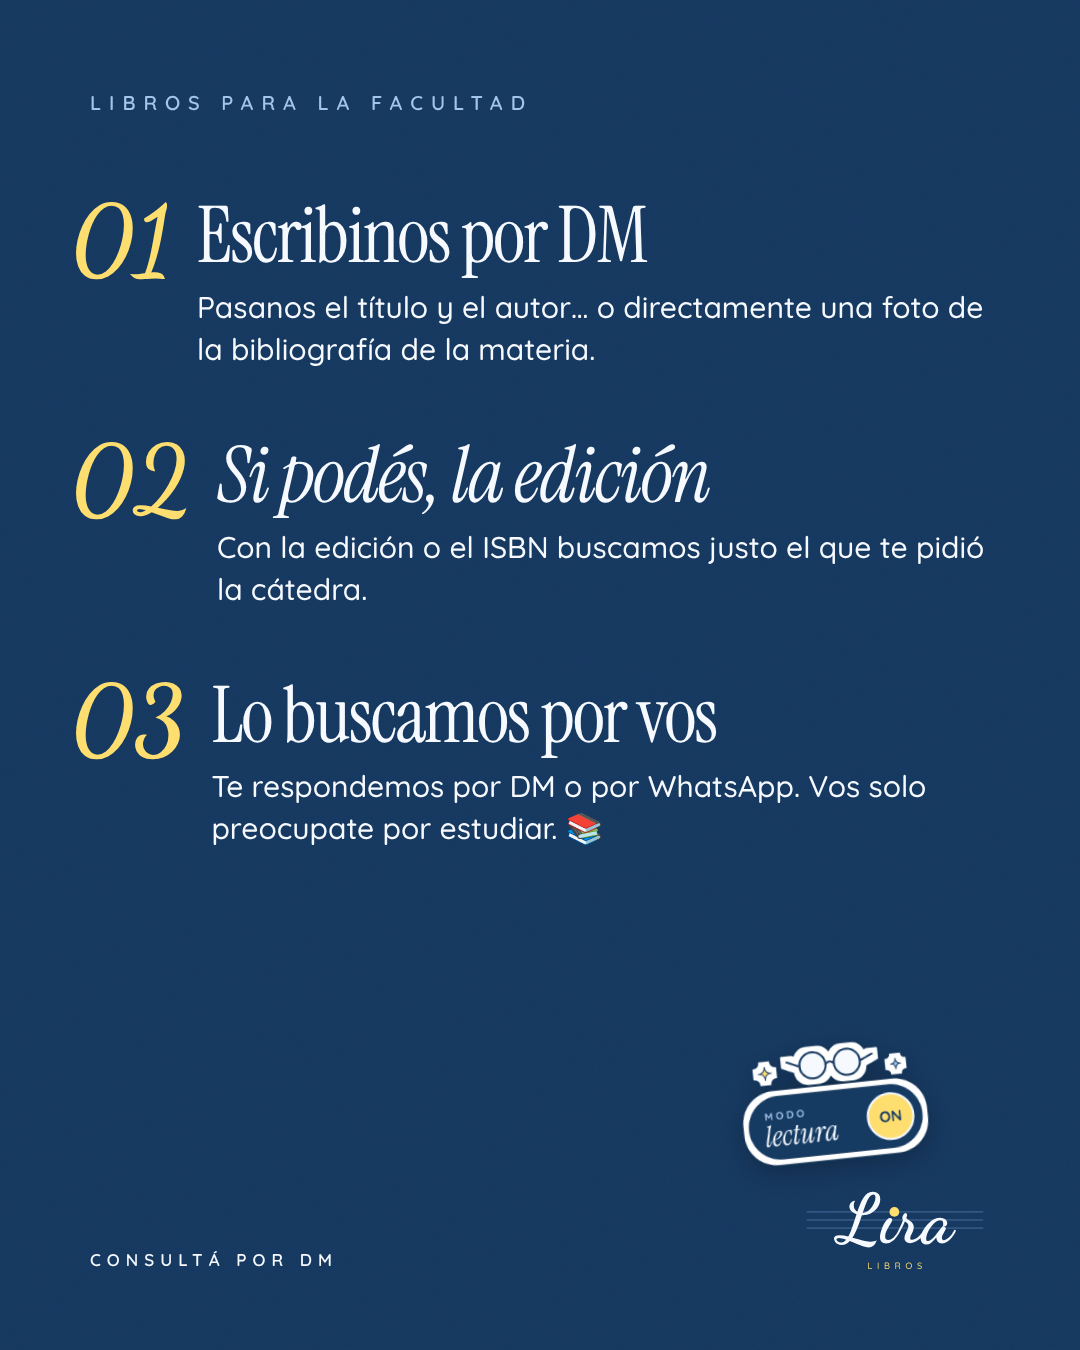 LIBROS PARA LA FACULTAD
01 Escribinos por DM
Pasanos el título y el autor... o directamente una foto de
la bibliografía de la materia.
02 Si podés, la edición
Con la edición o el ISBN buscamos justo el que te pidió
la cátedra.
03 Lo buscamos por vos
Te respondemos por DM o por WhatsApp. Vos solo
preocupate por estudiar. 📚
MODO
lectura
ON
Lira
LIBROS
CONSULTÁ POR DM